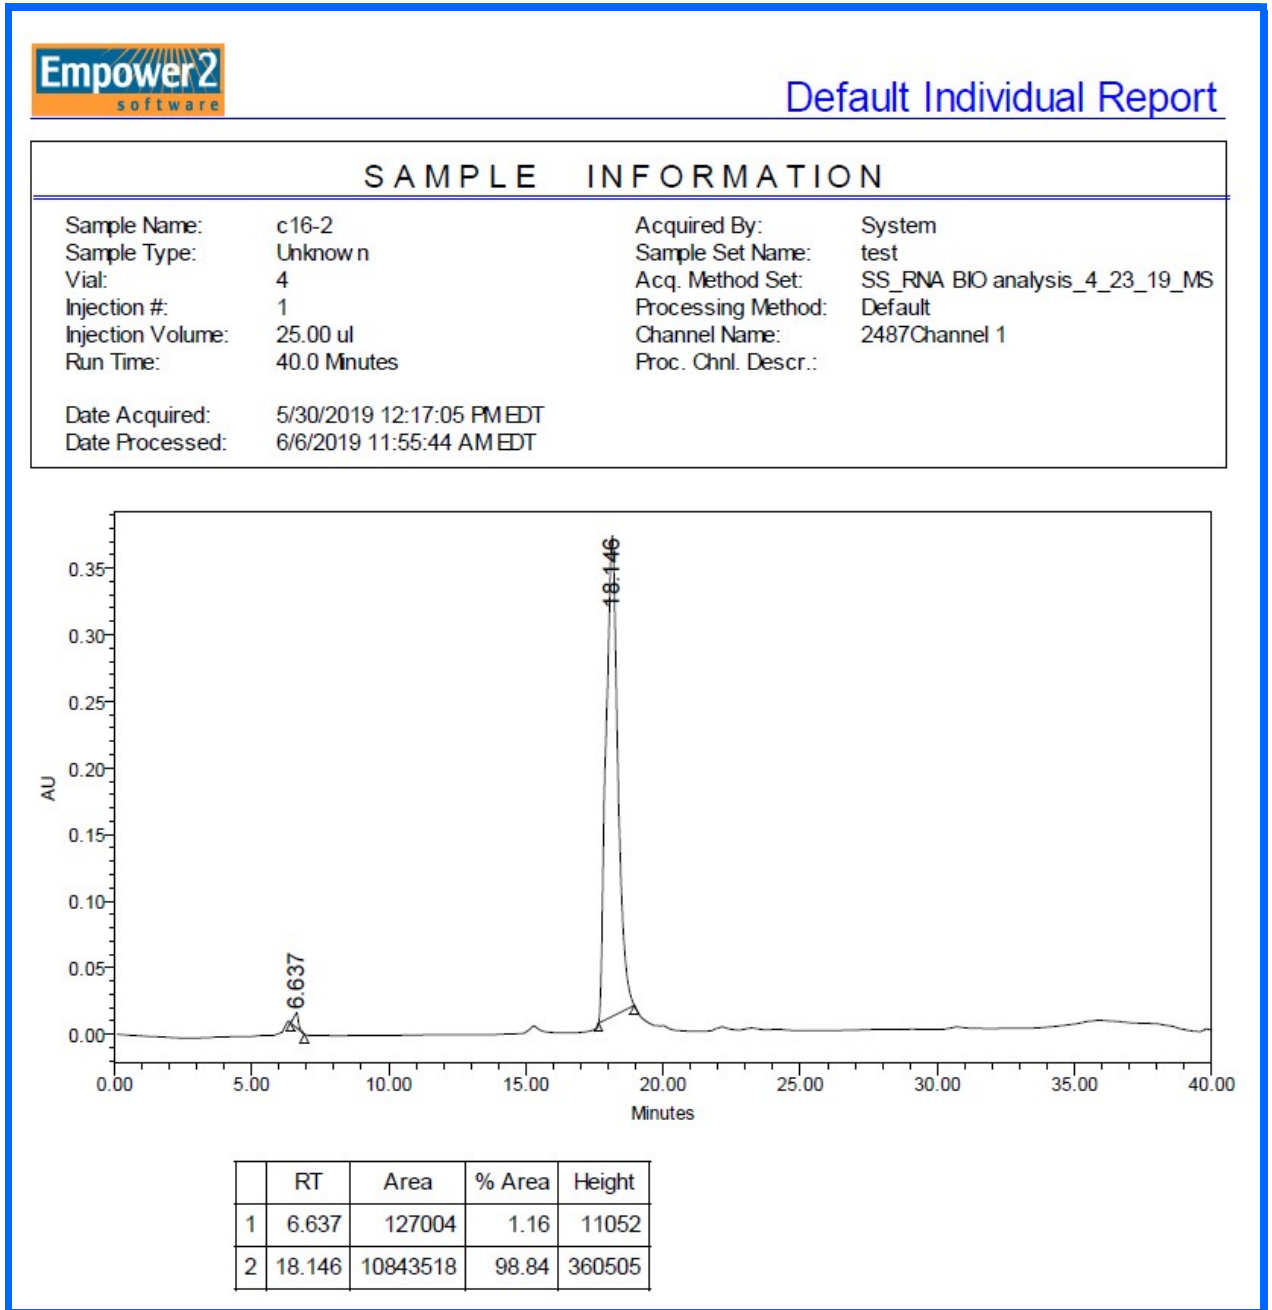 Empower2
software
Default Individual Report
SAMPLE INFORMATION
Sample Name: c16-2 Acquired By: System
Sample Type: Unknown Sample Set Name: test
Vial: 4 Acq. Method Set: SS_RNA BIO analysis_4_23_19_MS
Injection #: 1 Processing Method: Default
Injection Volume: 25.00 ul Channel Name: 2487Channel 1
Run Time: 40.0 Minutes Proc. Chnl. Descr.:
Date Acquired: 5/30/2019 12:17:05 PM EDT
Date Processed: 6/6/2019 11:55:44 AM EDT
18.146
0.35
0.30
0.25
0.20
AU
0.15
0.10
6.637
0.05
0.00
0.00 5.00 10.00 15.00 20.00 25.00 30.00 35.00 40.00
Minutes
RT Area % Area Height
1 6.637 127004 1.16 11052
2 18.146 10843518 98.84 360505